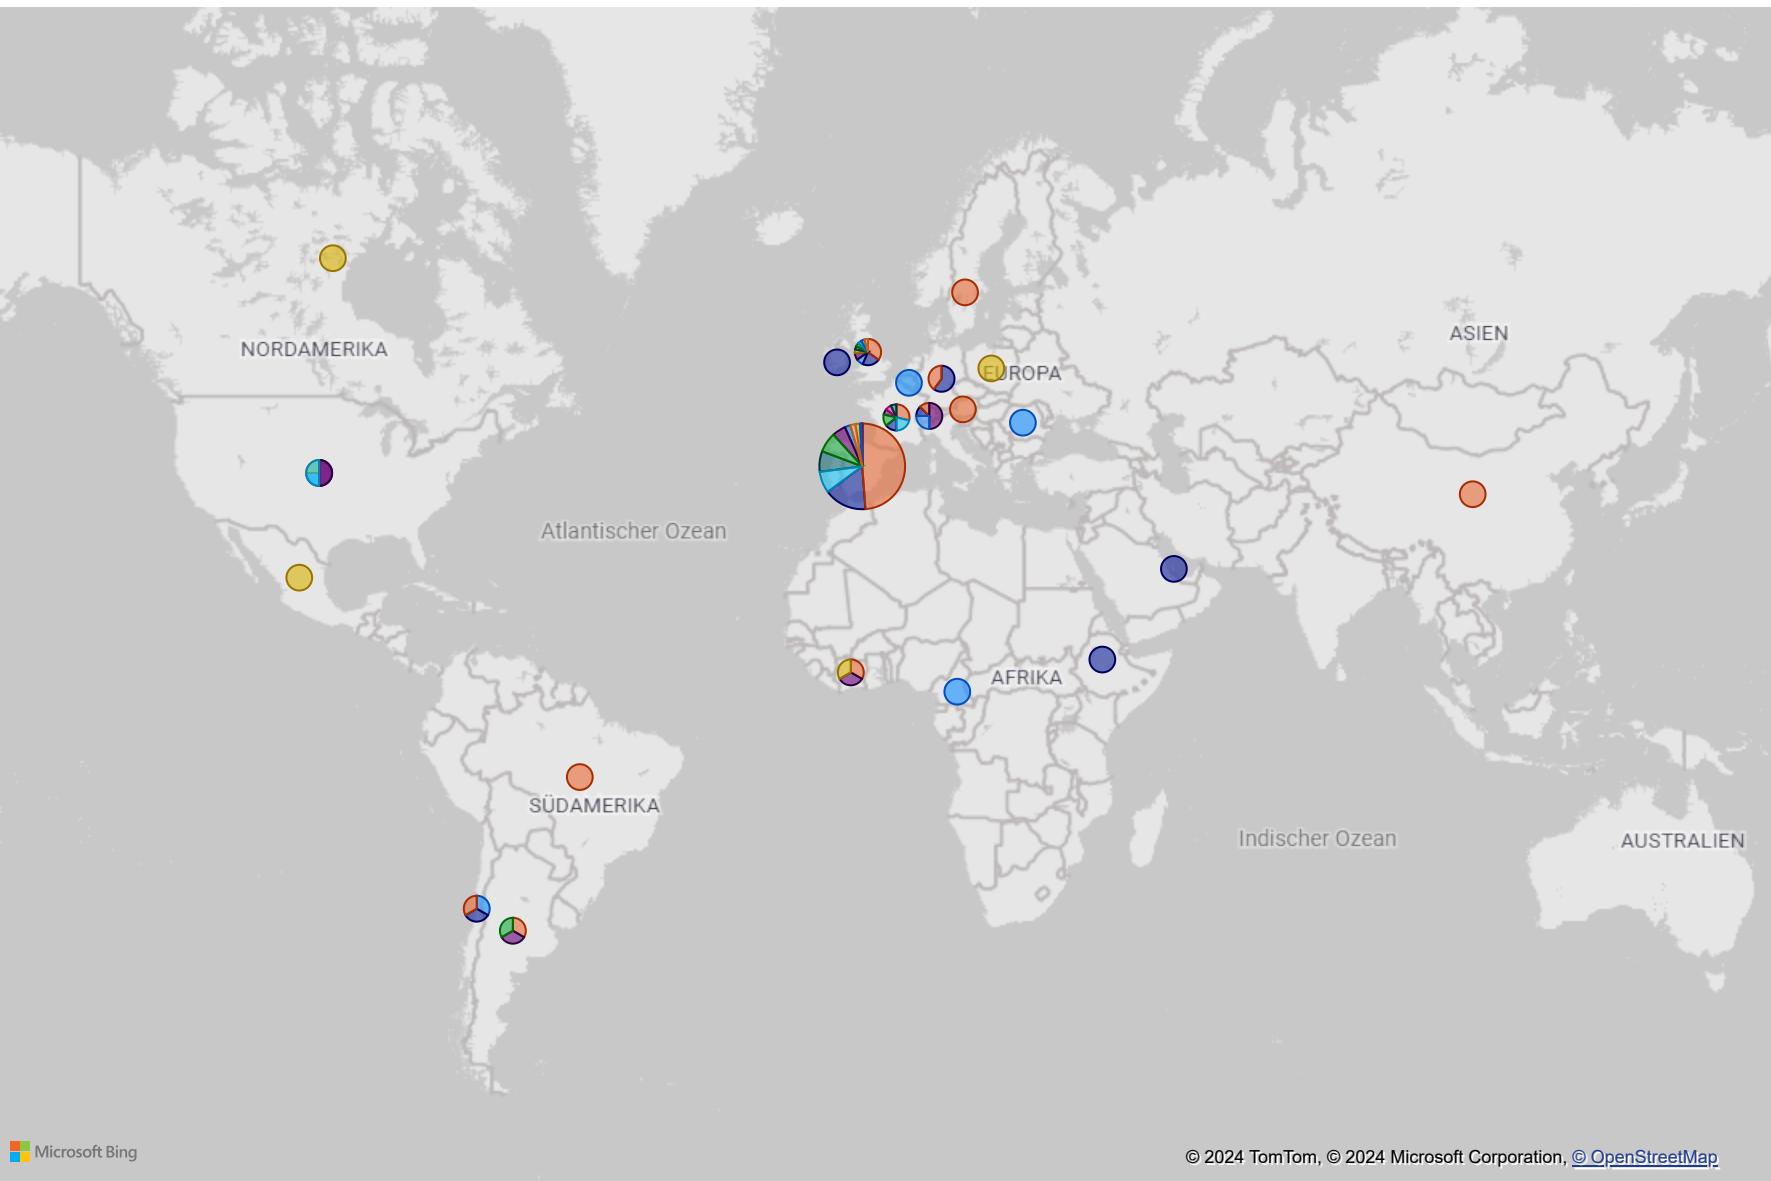 ASIEN
NORDAMERIKA
EUROPA
Atlantischer Ozean
AFRIKA
SÜDAMERIKA
Indischer Ozean
AUSTRALIEN
Microsoft Bing
© 2024 TomTom, © 2024 Microsoft Corporation, © OpenStreetMap